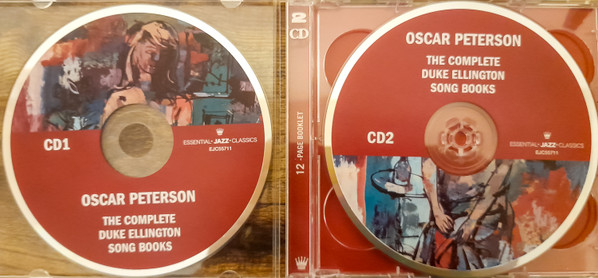 CD1
ESSENTIAL·JAZZ·CLASSICS
EJC55711
OSCAR PETERSON
THE COMPLETE
DUKE ELLINGTON
SONG BOOKS
2
CD
12-PAGE BOOKLET
OSCAR PETERSON
THE COMPLETE
DUKE ELLINGTON
SONG BOOKS
CD2
ESSENTIAL·JAZZ·CLASSICS
EJC55711